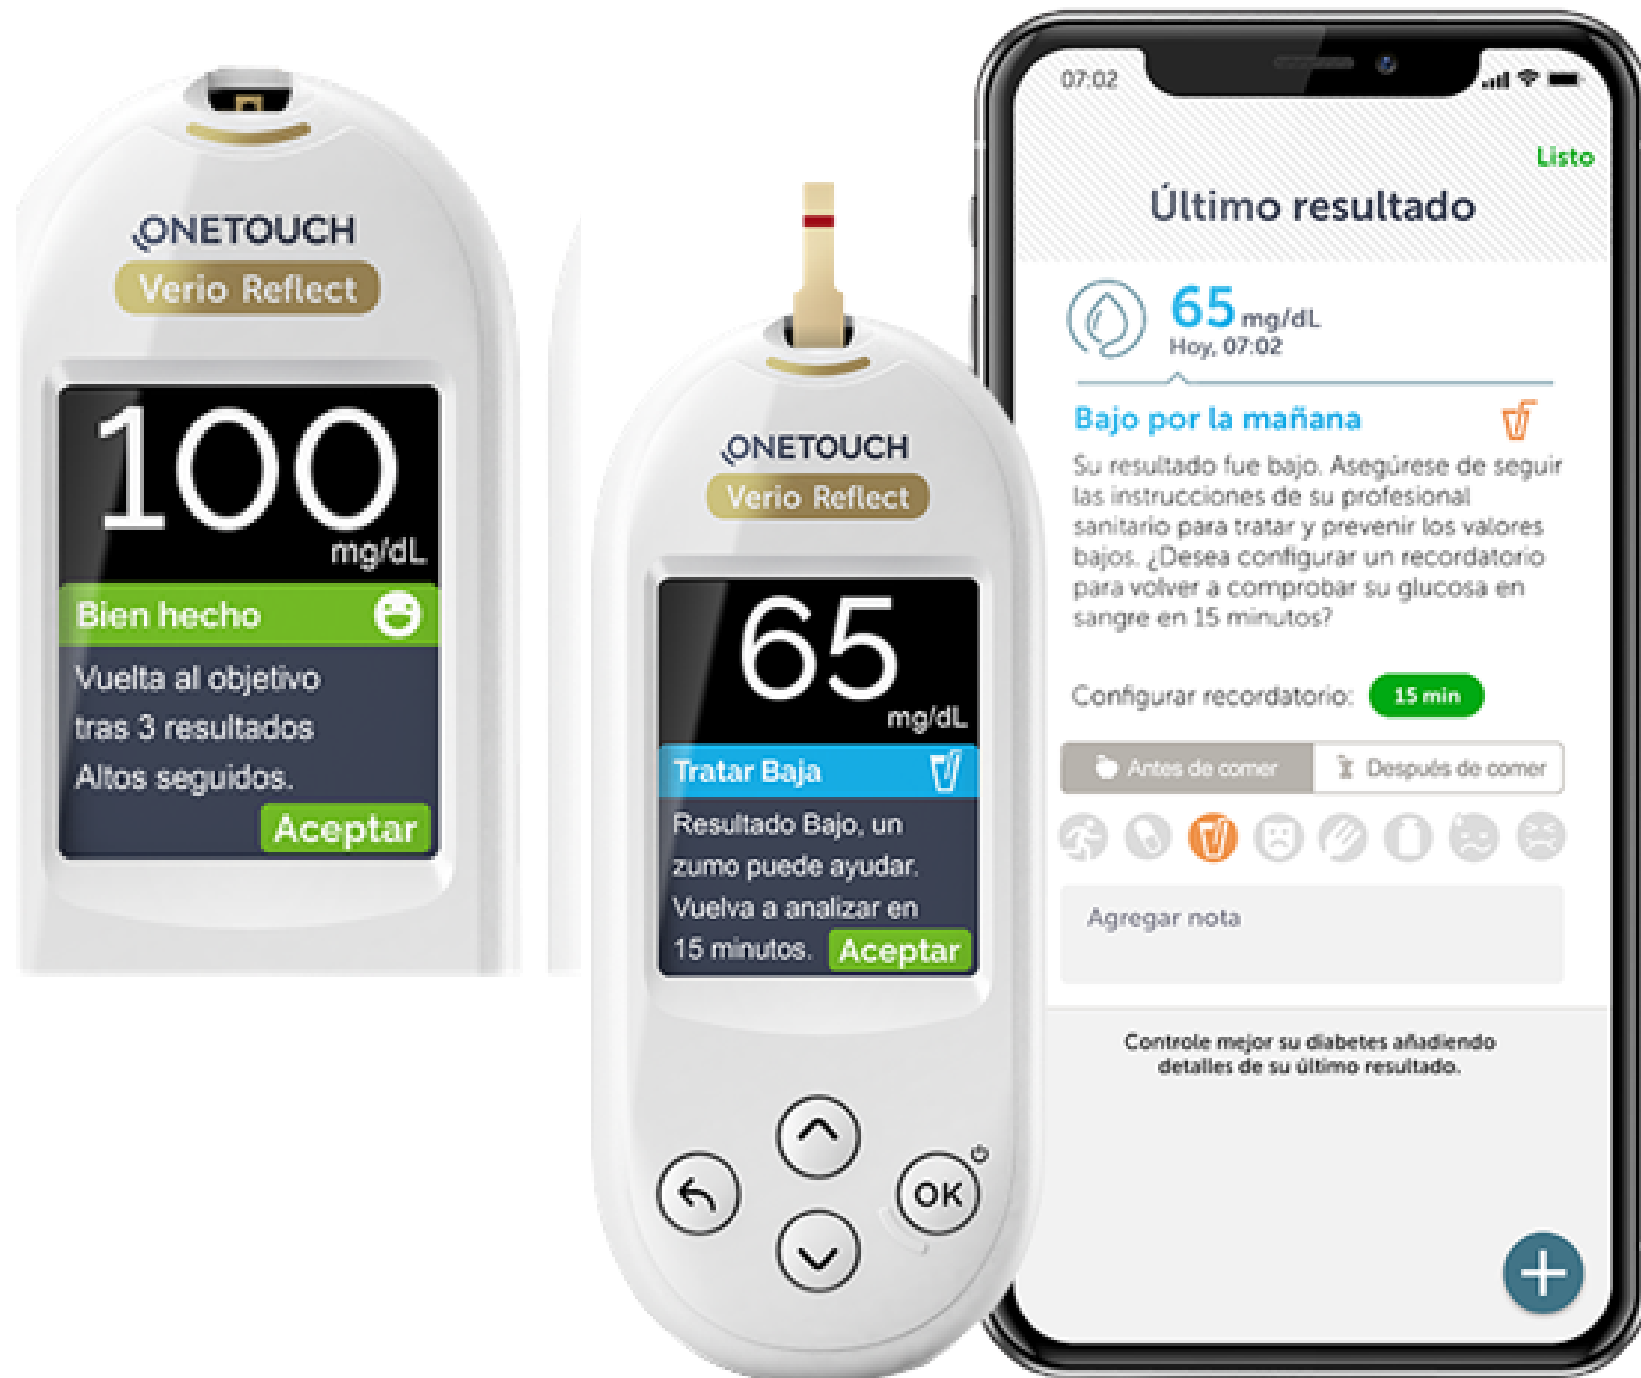 ONETOUCH
Verio Reflect
100
mg/dL
Bien hecho
Vuelta al objetivo
tras 3 resultados
Altos seguidos.
Aceptar
ONETOUCH
Verio Reflect
65
mg/dL
Tratar Baja
Resultado Bajo, un
zumo puede ayudar.
Vuelva a analizar en
15 minutos.
Aceptar
OK
07:02
Listo
Último resultado
65 mg/dL
Hoy, 07:02
Bajo por la mañana
Su resultado fue bajo. Asegúrese de seguir
las instrucciones de su profesional
sanitario para tratar y prevenir los valores
bajos. ¿Desea configurar un recordatorio
para volver a comprobar su glucosa en
sangre en 15 minutos?
Configurar recordatorio: 15 min
Antes de comer Después de comer
Agregar nota
Controle mejor su diabetes añadiendo
detalles de su último resultado.